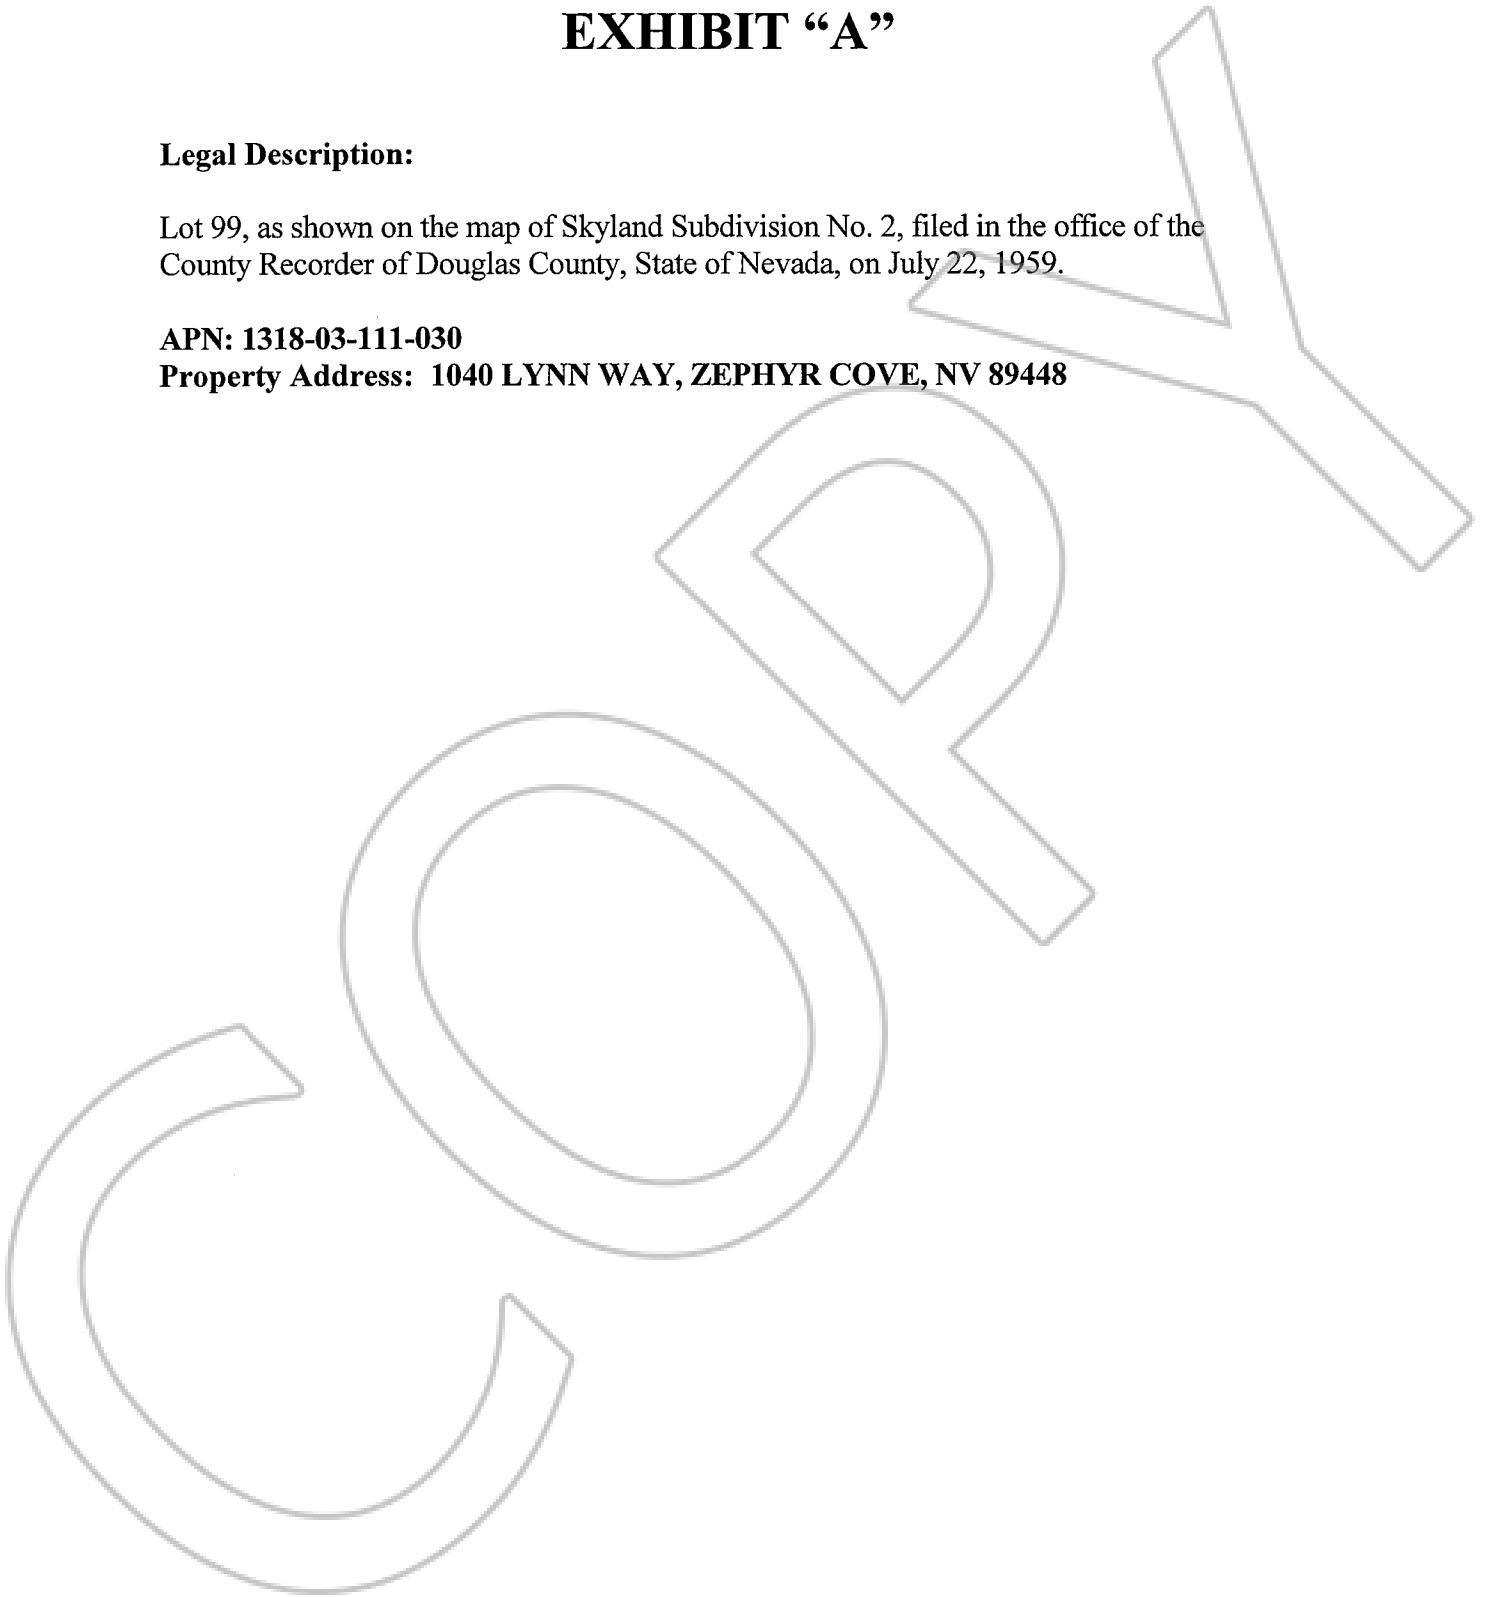 EXHIBIT “A”
Legal Description:
Lot 99, as shown on the map of Skyland Subdivision No. 2, filed in the office of the
County Recorder of Douglas County, State of Nevada, on July 22, 1959.
APN: 1318-03-111-030
Property Address: 1040 LYNN WAY, ZEPHYR COVE, NV 89448
COPY